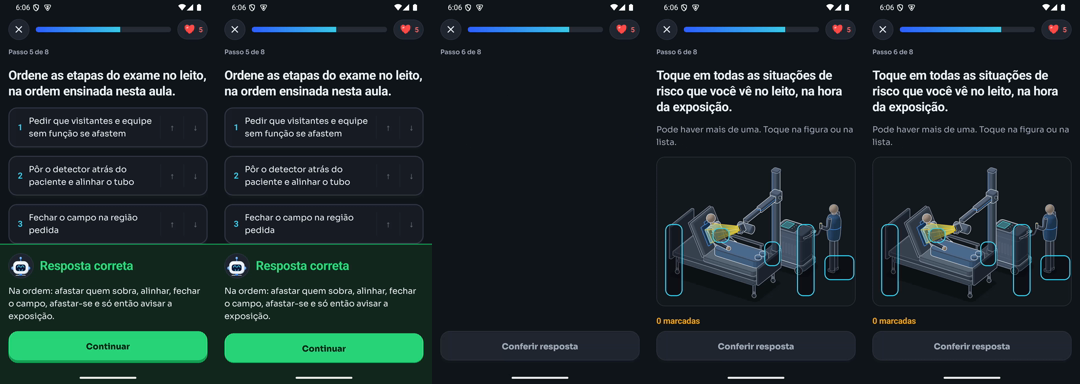 6:06
5
Passo 5 de 8
Ordene as etapas do exame no leito,
na ordem ensinada nesta aula.
1
Pedir que visitantes e equipe
sem função se afastem
↑ ↓
2
Pôr o detector atrás do
paciente e alinhar o tubo
↑ ↓
3
Fechar o campo na região
pedida
↑ ↓
Resposta correta
Na ordem: afastar quem sobra, alinhar, fechar
o campo, afastar-se e só então avisar a
exposição.
Continuar
6:06
5
Passo 5 de 8
Ordene as etapas do exame no leito,
na ordem ensinada nesta aula.
1
Pedir que visitantes e equipe
sem função se afastem
↑ ↓
2
Pôr o detector atrás do
paciente e alinhar o tubo
↑ ↓
3
Fechar o campo na região
pedida
↑ ↓
Resposta correta
Na ordem: afastar quem sobra, alinhar, fechar
o campo, afastar-se e só então avisar a
exposição.
Continuar
6:06
5
Passo 6 de 8
Conferir resposta
6:06
5
Passo 6 de 8
Toque em todas as situações de
risco que você vê no leito, na hora
da exposição.
Pode haver mais de uma. Toque na figura ou na
lista.
0 marcadas
Conferir resposta
6:06
5
Passo 6 de 8
Toque em todas as situações de
risco que você vê no leito, na hora
da exposição.
Pode haver mais de uma. Toque na figura ou na
lista.
0 marcadas
Conferir resposta